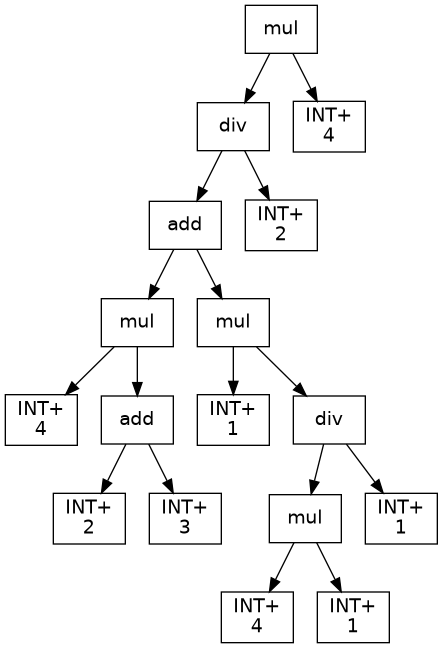 mul
div
INT+
4
add
INT+
2
mul
mul
INT+
4
add
INT+
1
div
INT+
2
INT+
3
mul
INT+
1
INT+
4
INT+
1